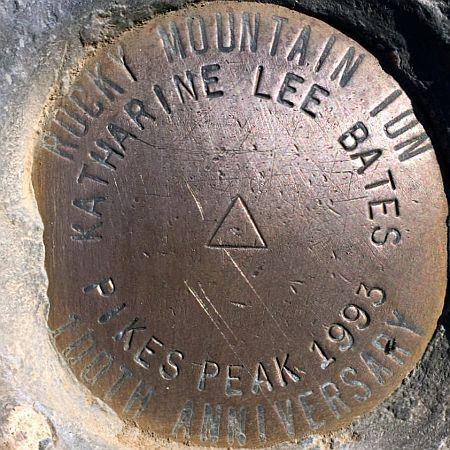 ROCKY MOUNTAIN IUN
KATHARINE LEE BATES
PIKES PEAK 1993
100TH ANNIVERSARY